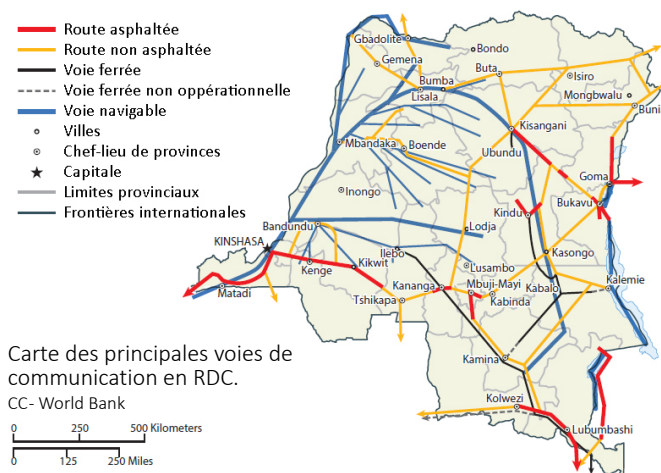 Route asphaltée
Route non asphaltée
Voie ferrée
Voie ferrée non oppérationnelle
Voie navigable
Villes
Chef-lieu de provinces
Capitale
Limites provinciaux
Frontières internationales
Gbadolite
Bondo
Gemena
Buta
Isiro
Bumba
Lisala
Mongbwalu
Buni
Kisangani
Mbandaka
Boende
Ubundu
Goma
Inongo
Bukavu
Kindu
Bandundu
Lodja
KINSHASA
Ilebo
Kasongo
Kenge
Kikwit
Lusambo
Matadi
Kananga
Mbuji-Mayi
Kabalo
Kalemie
Tshikapa
Kabinda
Kamina
Carte des principales voies de
communication en RDC.
CC- World Bank
Kolwezi
Lubumbashi
0 250 500 Kilometers
0 125 250 Miles